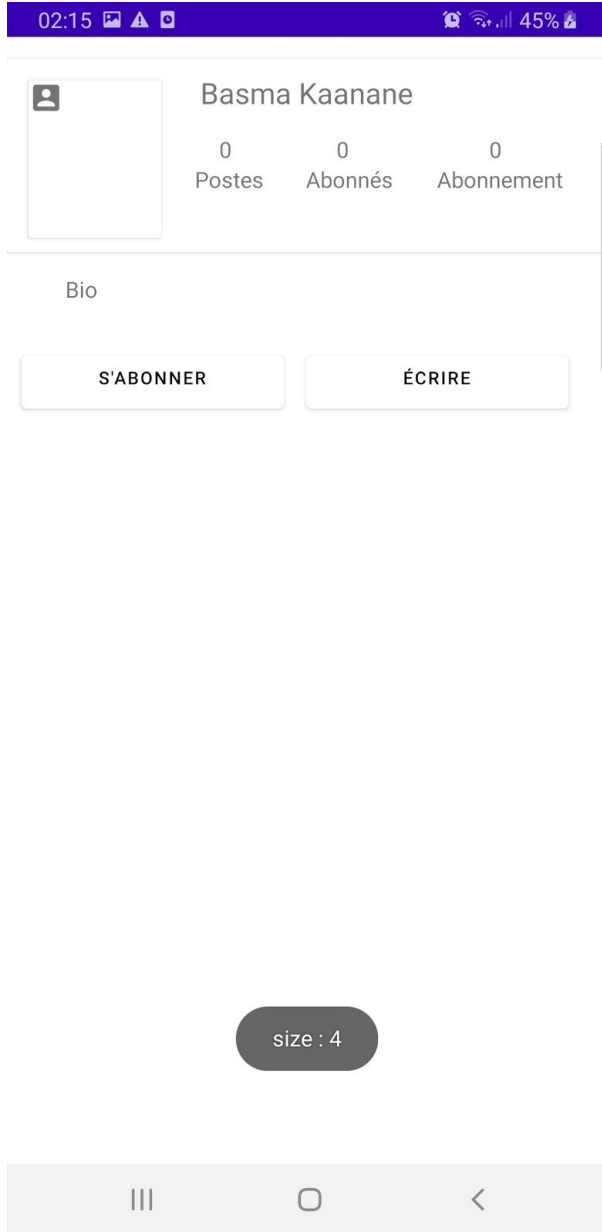 02:15 45%
Basma Kaanane
0 0 0
Postes Abonnés Abonnement
Bio
S'ABONNER ÉCRIRE
size : 4